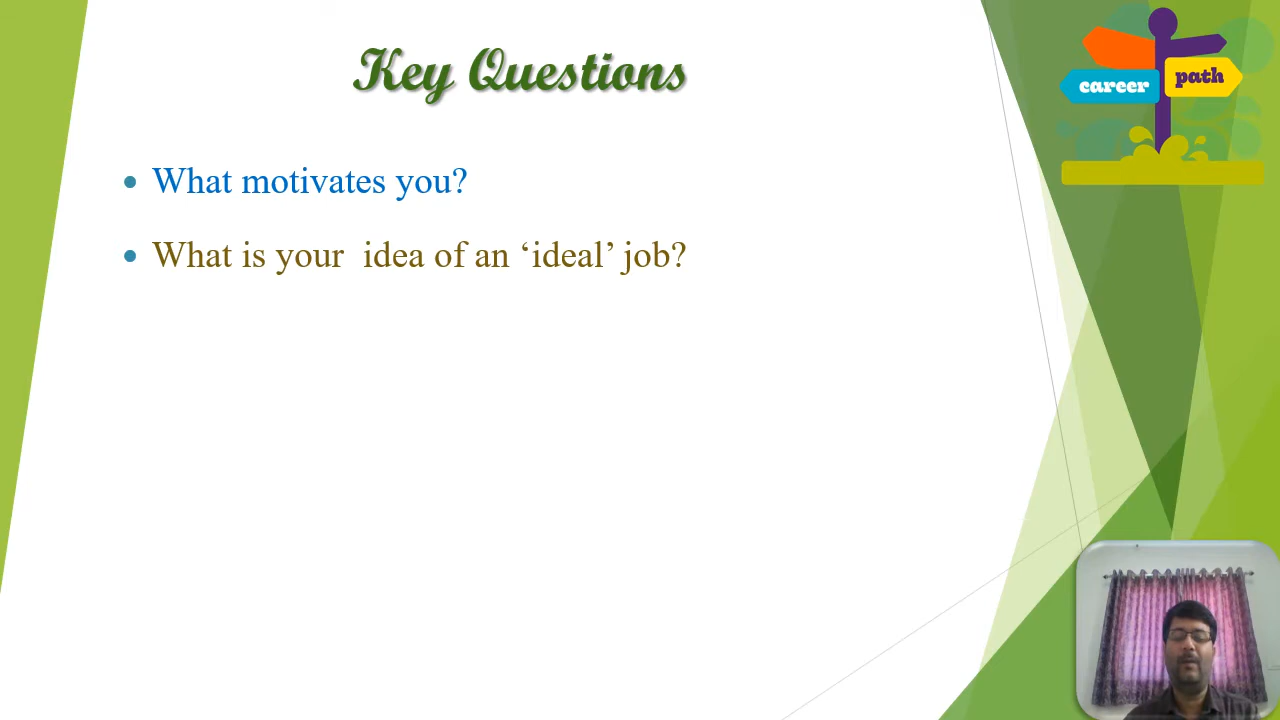 Key Questions
career path
What motivates you?
What is your  idea of an ‘ideal’ job?